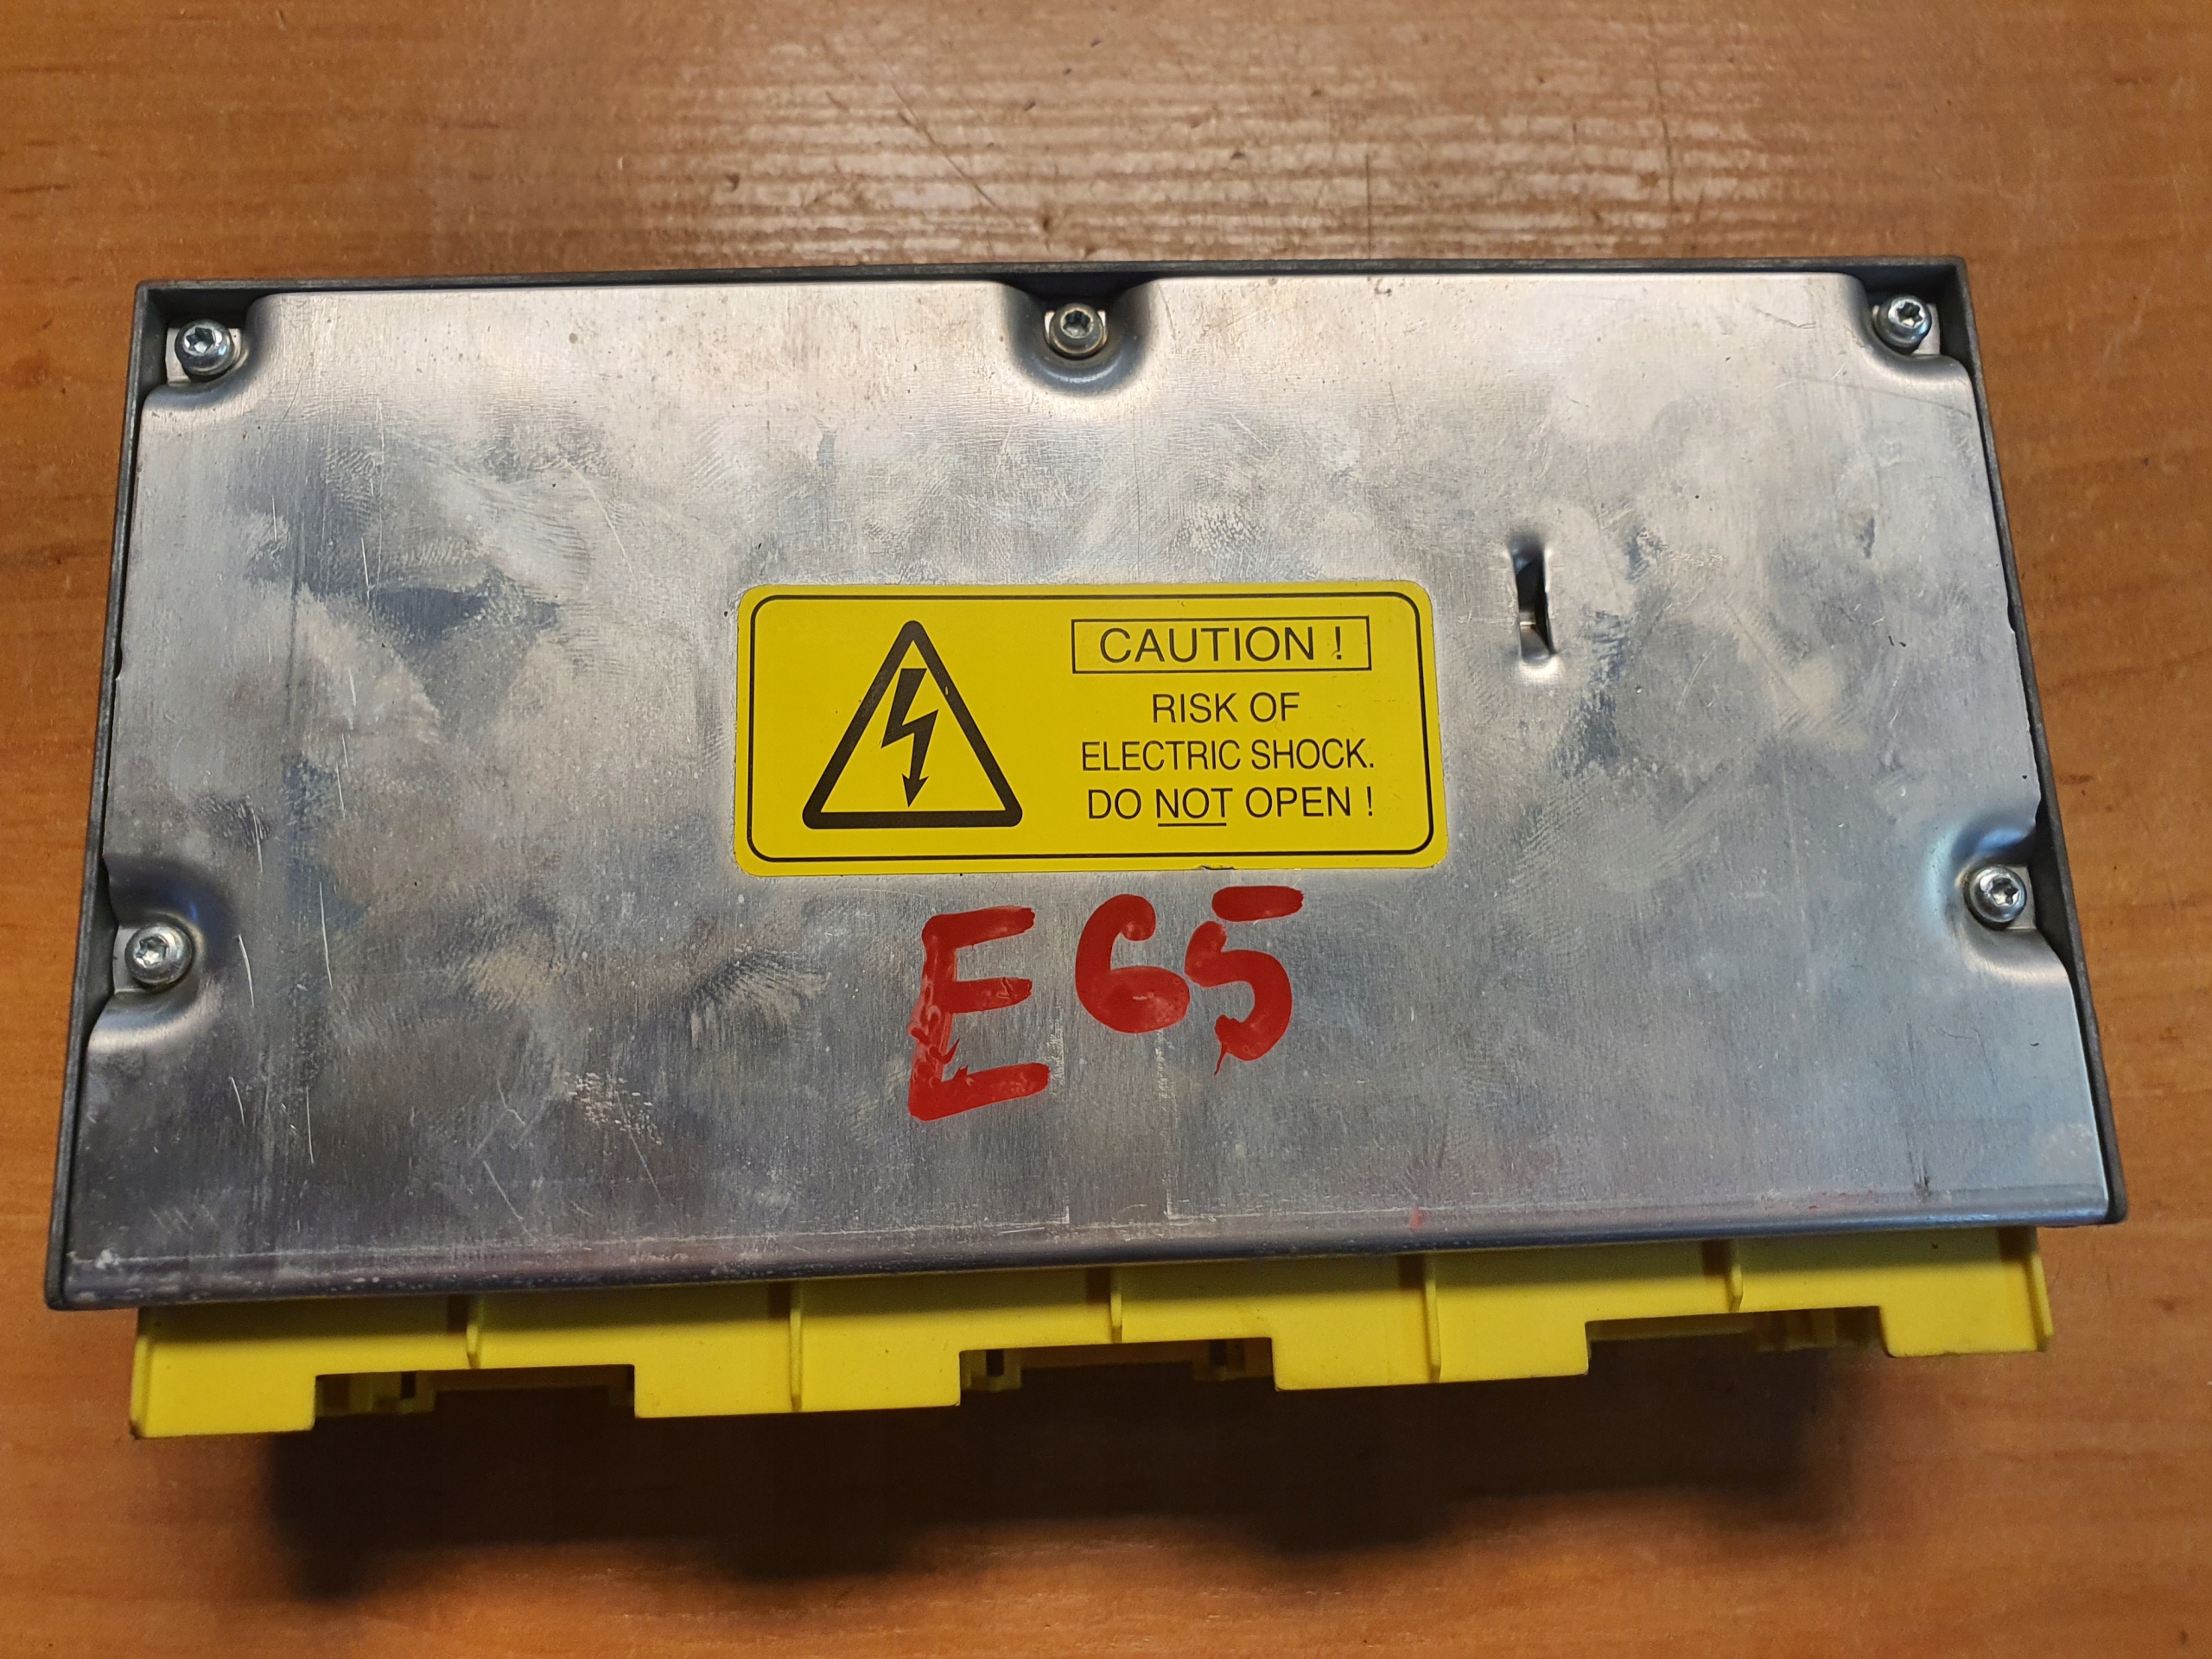 CAUTION !
RISK OF
ELECTRIC SHOCK.
DO NOT OPEN !
E65